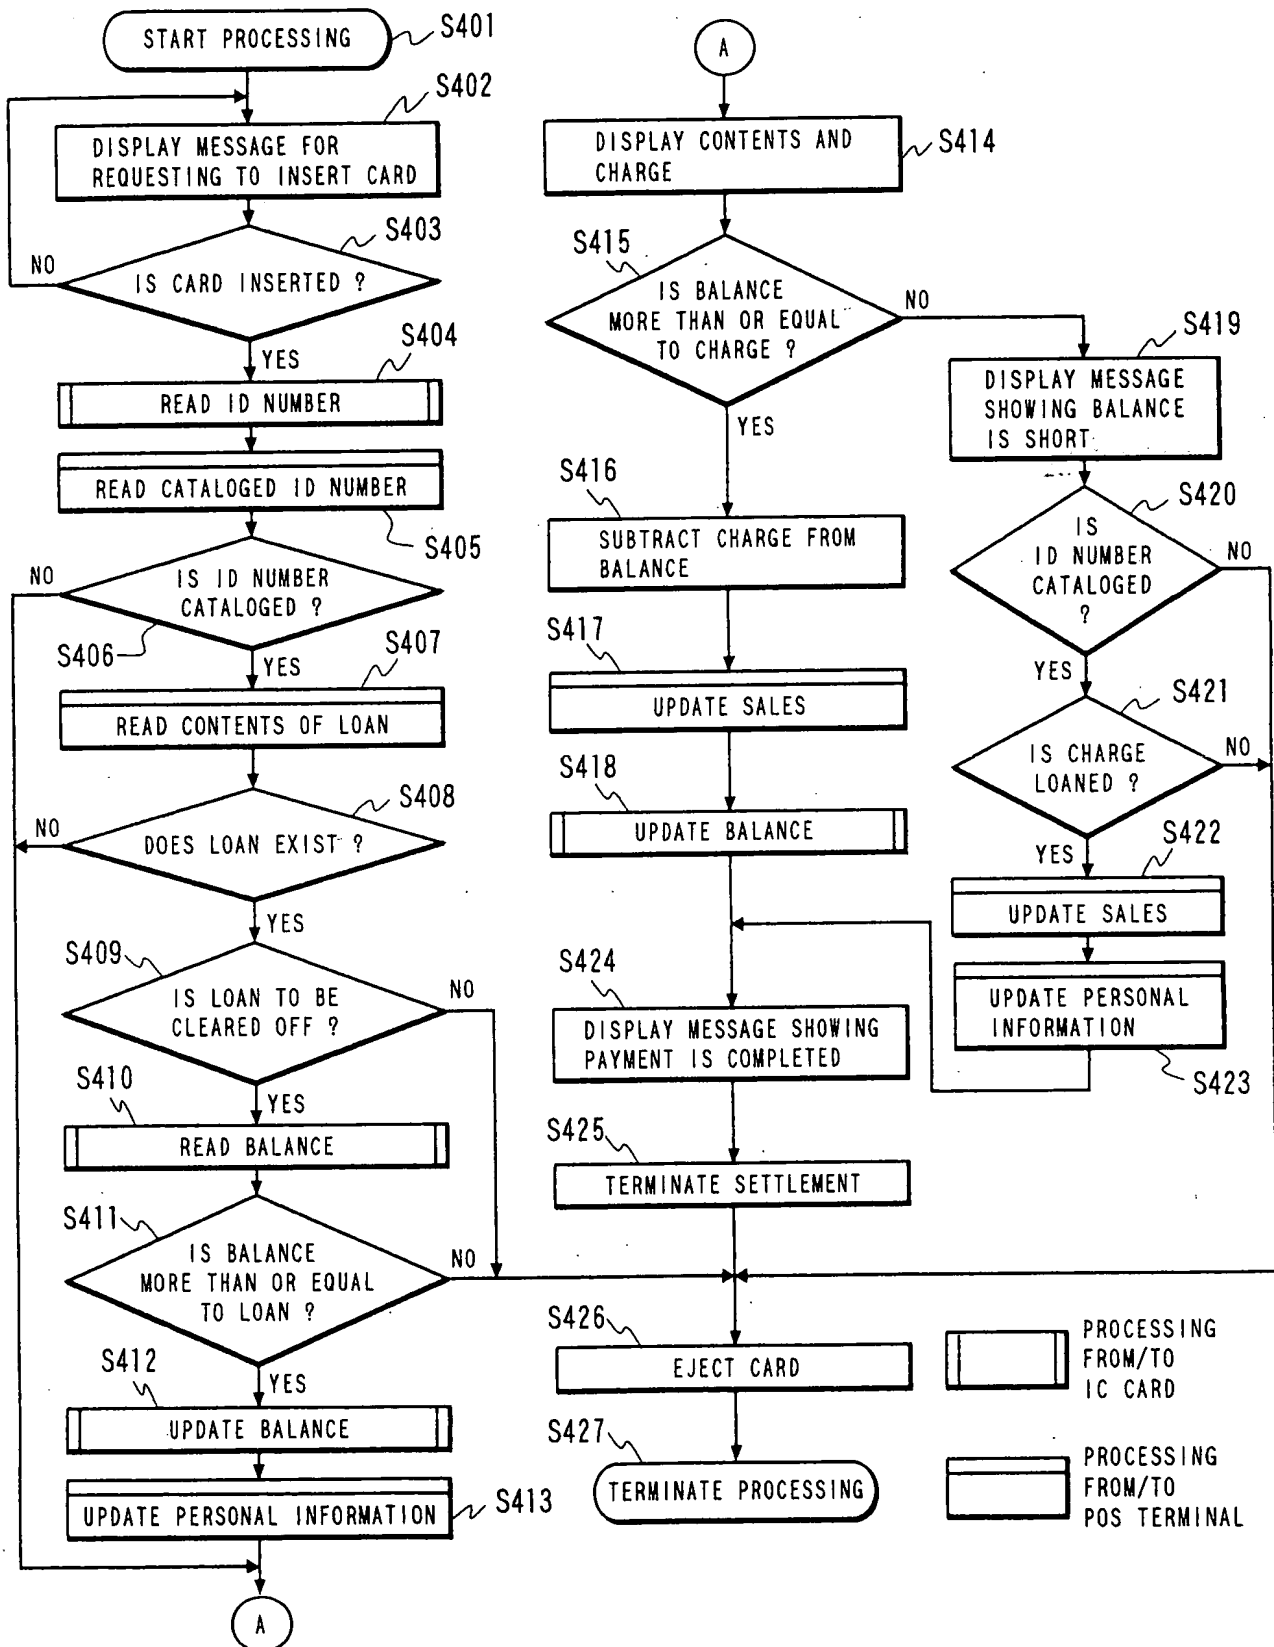 START PROCESSING
S401
S402
DISPLAY MESSAGE FOR
REQUESTING TO INSERT CARD
S403
NO
IS CARD INSERTED ?
YES
S404
READ ID NUMBER
READ CATALOGED ID NUMBER
S405
NO
IS ID NUMBER
CATALOGED ?
S406
YES
S407
READ CONTENTS OF LOAN
S408
NO
DOES LOAN EXIST ?
YES
S409
IS LOAN TO BE
CLEARED OFF ?
NO
YES
S410
READ BALANCE
S411
IS BALANCE
MORE THAN OR EQUAL
TO LOAN ?
NO
YES
S412
UPDATE BALANCE
UPDATE PERSONAL INFORMATION
S413
A
A
DISPLAY CONTENTS AND
CHARGE
S414
S415
IS BALANCE
MORE THAN OR EQUAL
TO CHARGE ?
NO
YES
S416
SUBTRACT CHARGE FROM
BALANCE
S417
UPDATE SALES
S418
UPDATE BALANCE
S424
DISPLAY MESSAGE SHOWING
PAYMENT IS COMPLETED
S425
TERMINATE SETTLEMENT
S426
EJECT CARD
S427
TERMINATE PROCESSING
S419
DISPLAY MESSAGE
SHOWING BALANCE
IS SHORT
S420
IS
ID NUMBER
CATALOGED
?
NO
YES
S421
IS CHARGE
LOANED ?
NO
YES
S422
UPDATE SALES
UPDATE PERSONAL
INFORMATION
S423
PROCESSING
FROM/TO
IC CARD
PROCESSING
FROM/TO
POS TERMINAL